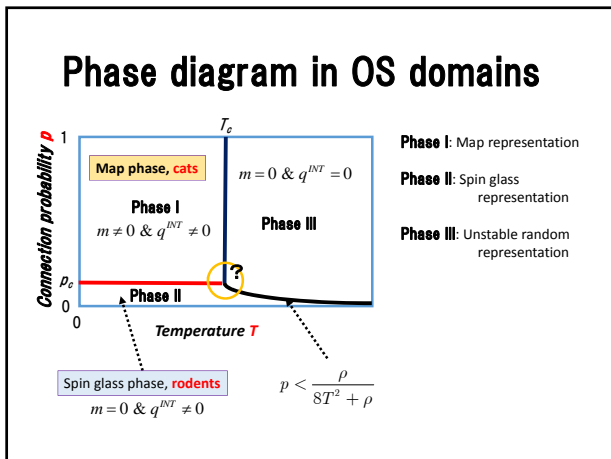 Phase diagram in OS domains
Connection probability p
1
p_c
0
T_c
Map phase, cats
Phase I
m ≠ 0 & q^{INT} ≠ 0
m = 0 & q^{INT} = 0
Phase III
?
Phase II
0
Temperature T
Phase I: Map representation
Phase II: Spin glass
representation
Phase III: Unstable random
representation
Spin glass phase, rodents
m = 0 & q^{INT} ≠ 0
p < \frac{ρ}{8T^2 + ρ}